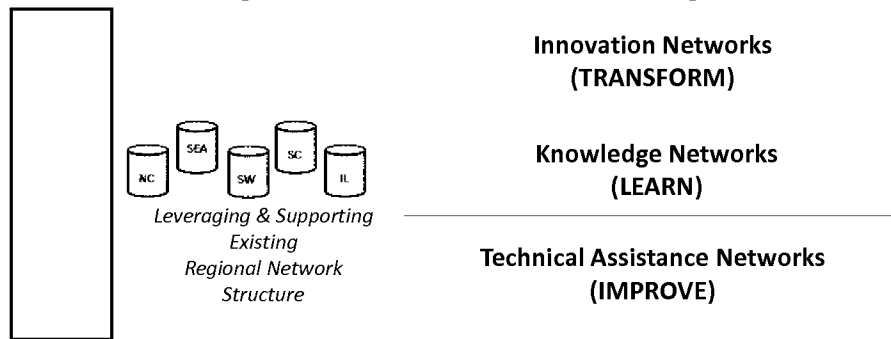 Innovation Networks
(TRANSFORM)
SEA
SC
NC
SW
IL
Knowledge Networks
(LEARN)
Leveraging & Supporting
Existing
Regional Network
Structure
Technical Assistance Networks
(IMPROVE)